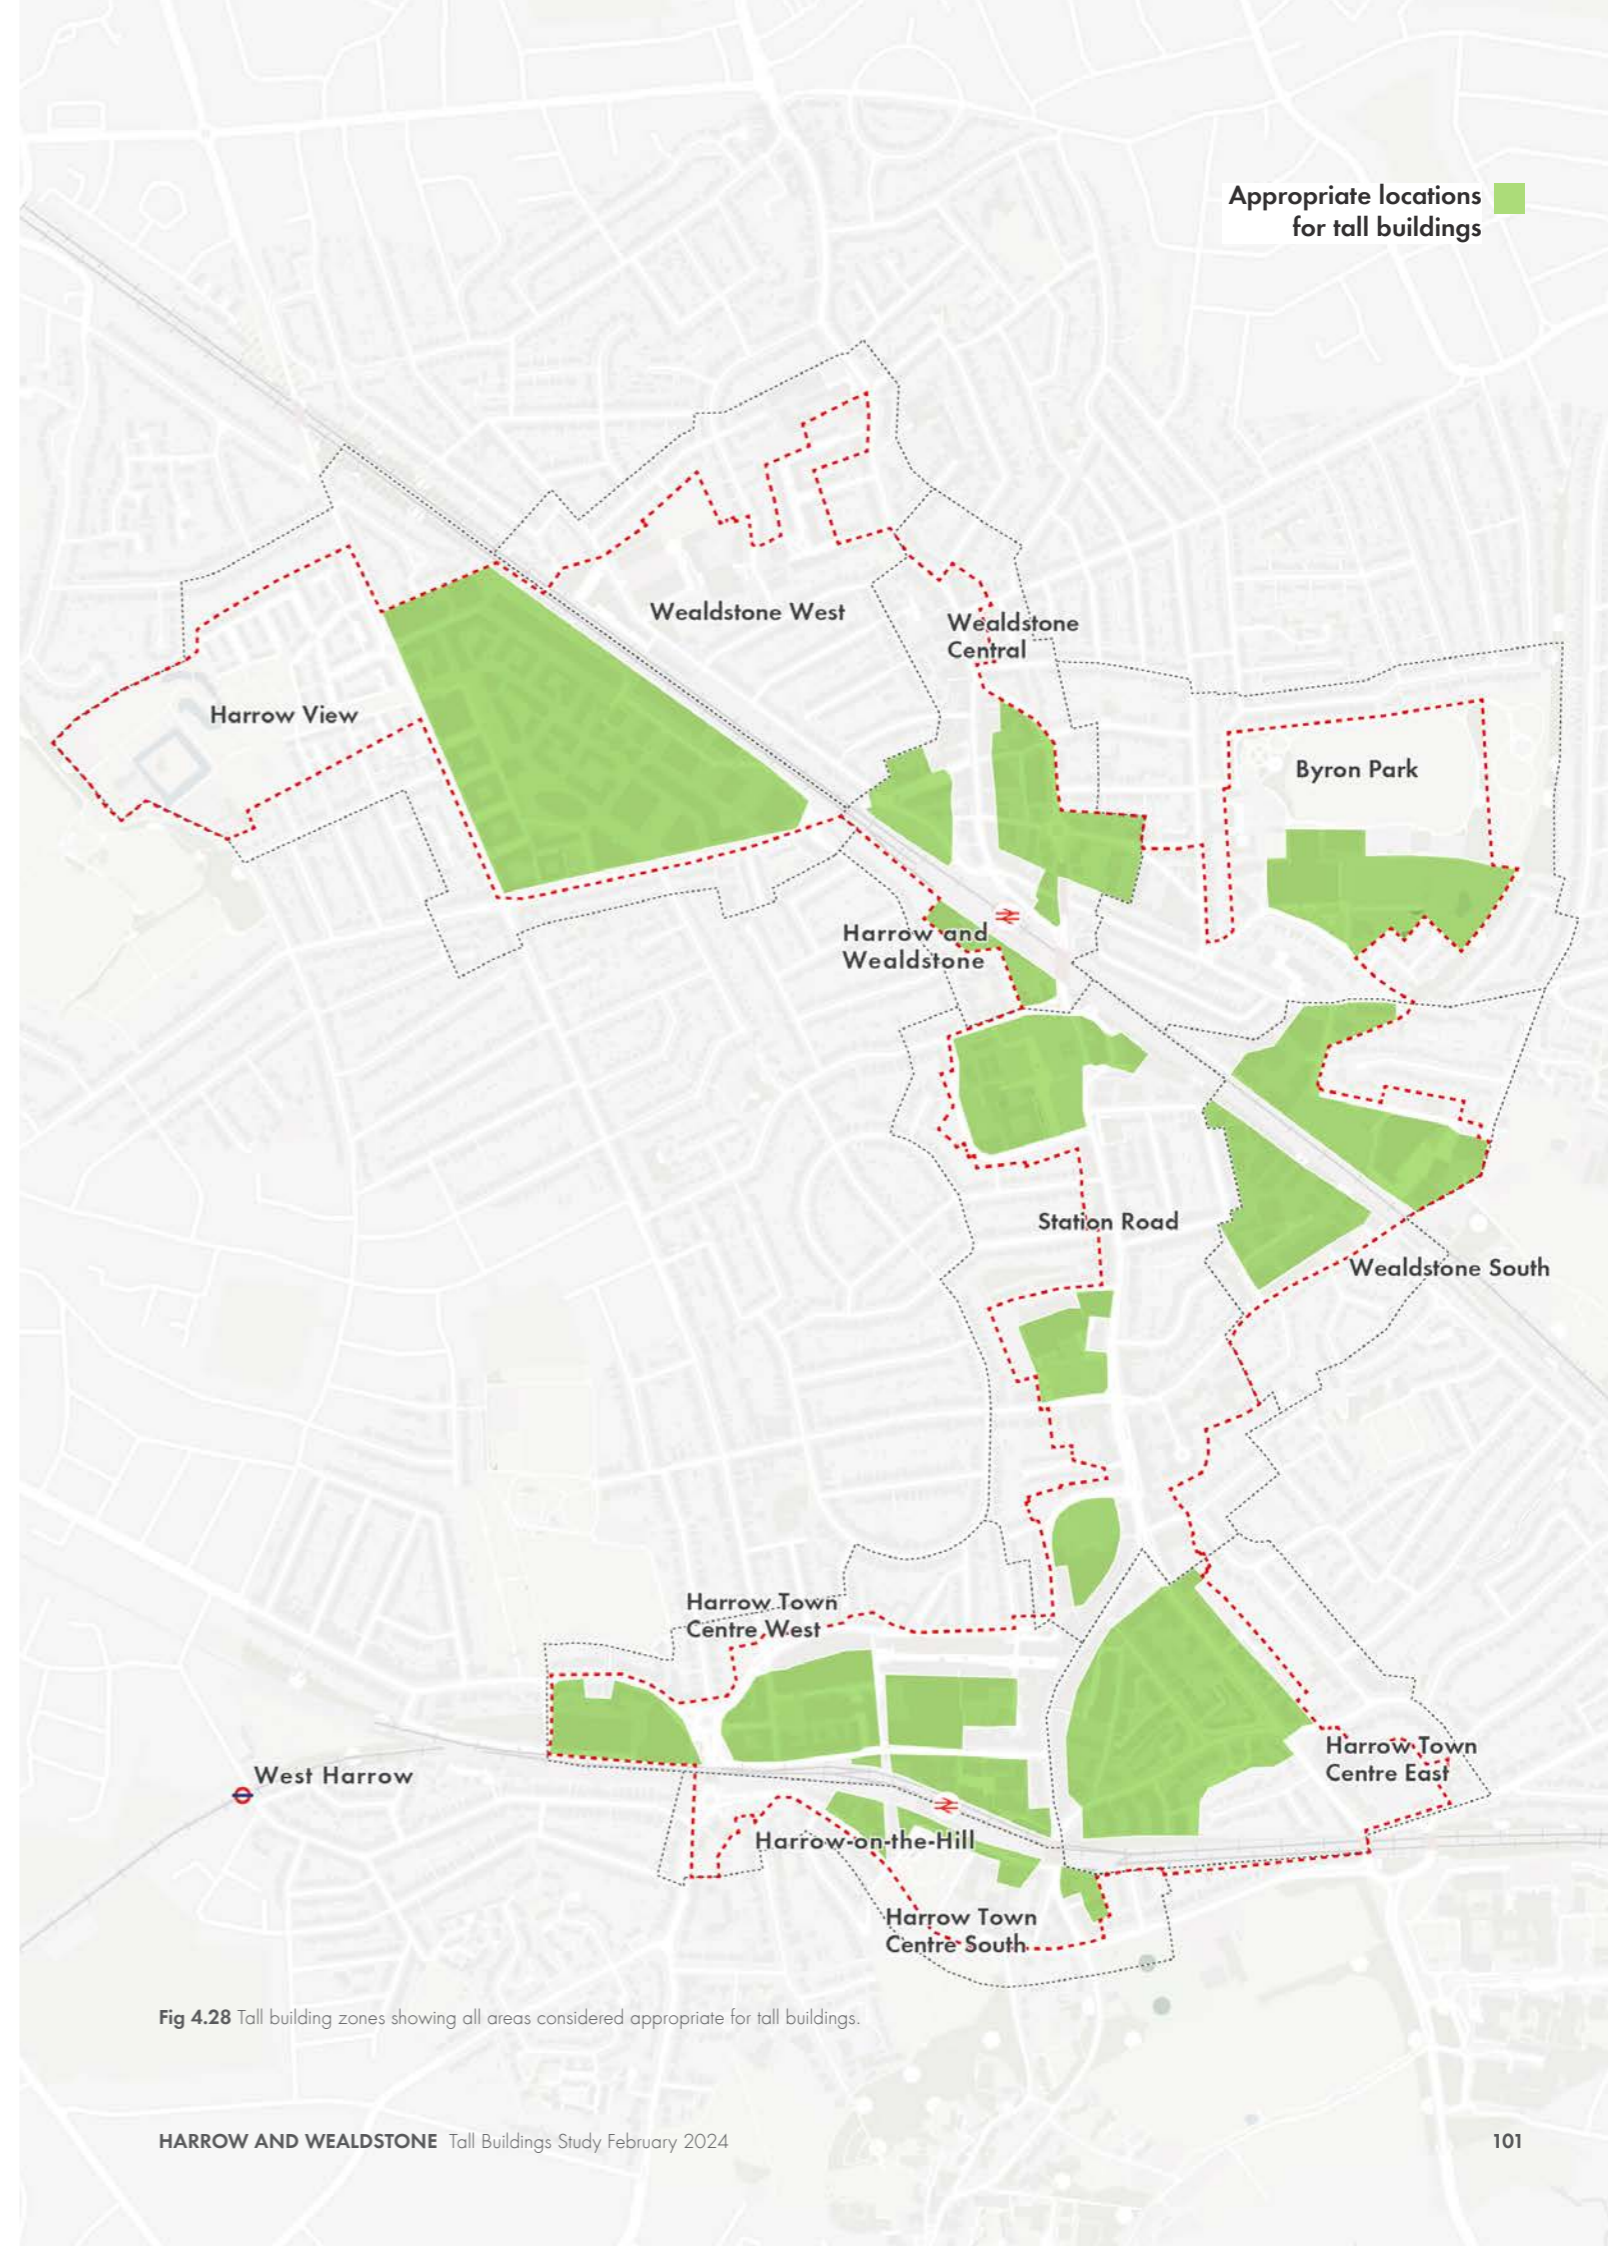 Appropriate locations
for tall buildings
Wealdstone West
Wealdstone
Central
Harrow View
Byron Park
Harrow and
Wealdstone
Station Road
Wealdstone South
Harrow Town
Centre West
Harrow Town
Centre East
West Harrow
Harrow-on-the-Hill
Harrow Town
Centre South
Fig 4.28 Tall building zones showing all areas considered appropriate for tall buildings.
HARROW AND WEALDSTONE Tall Buildings Study February 2024
101